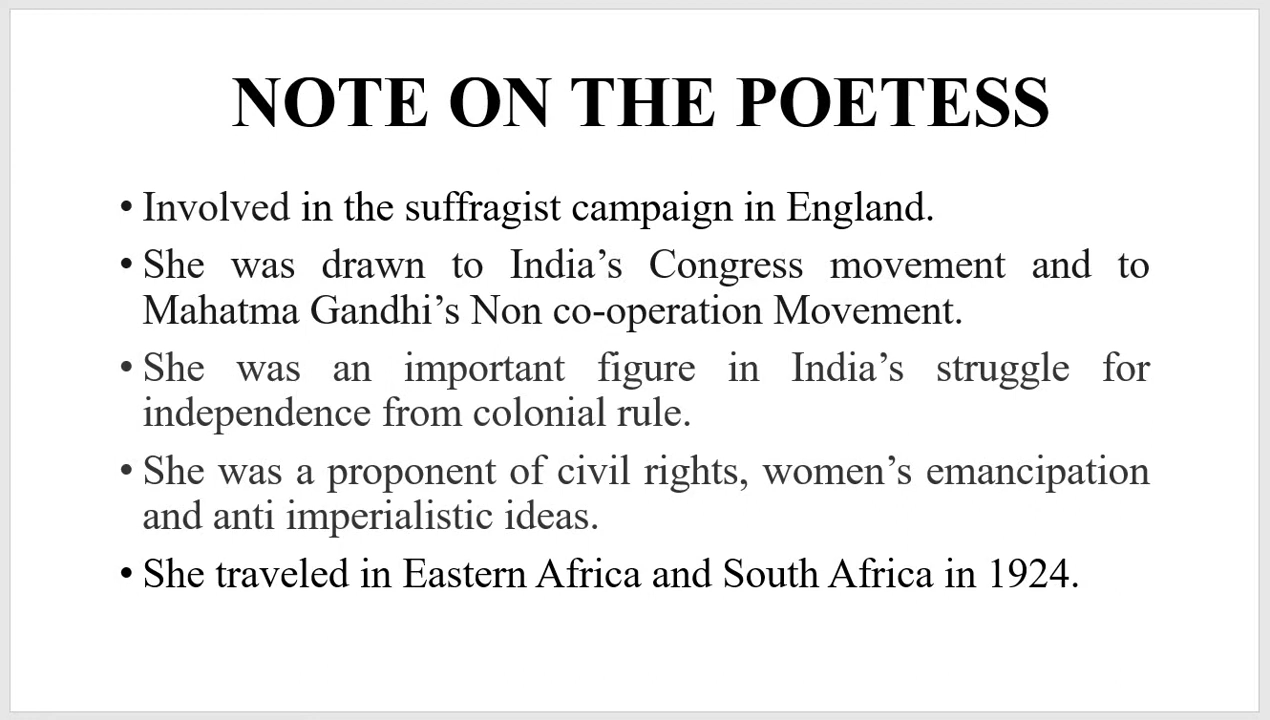 NOTE ON THE POETESS
• Involved in the suffragist campaign in England.
• She was drawn to India’s Congress movement and to
Mahatma Gandhi’s Non co-operation Movement.
• She was an important figure in India’s struggle for
independence from colonial rule.
• She was a proponent of civil rights, women’s emancipation
and anti imperialistic ideas.
• She traveled in Eastern Africa and South Africa in 1924.